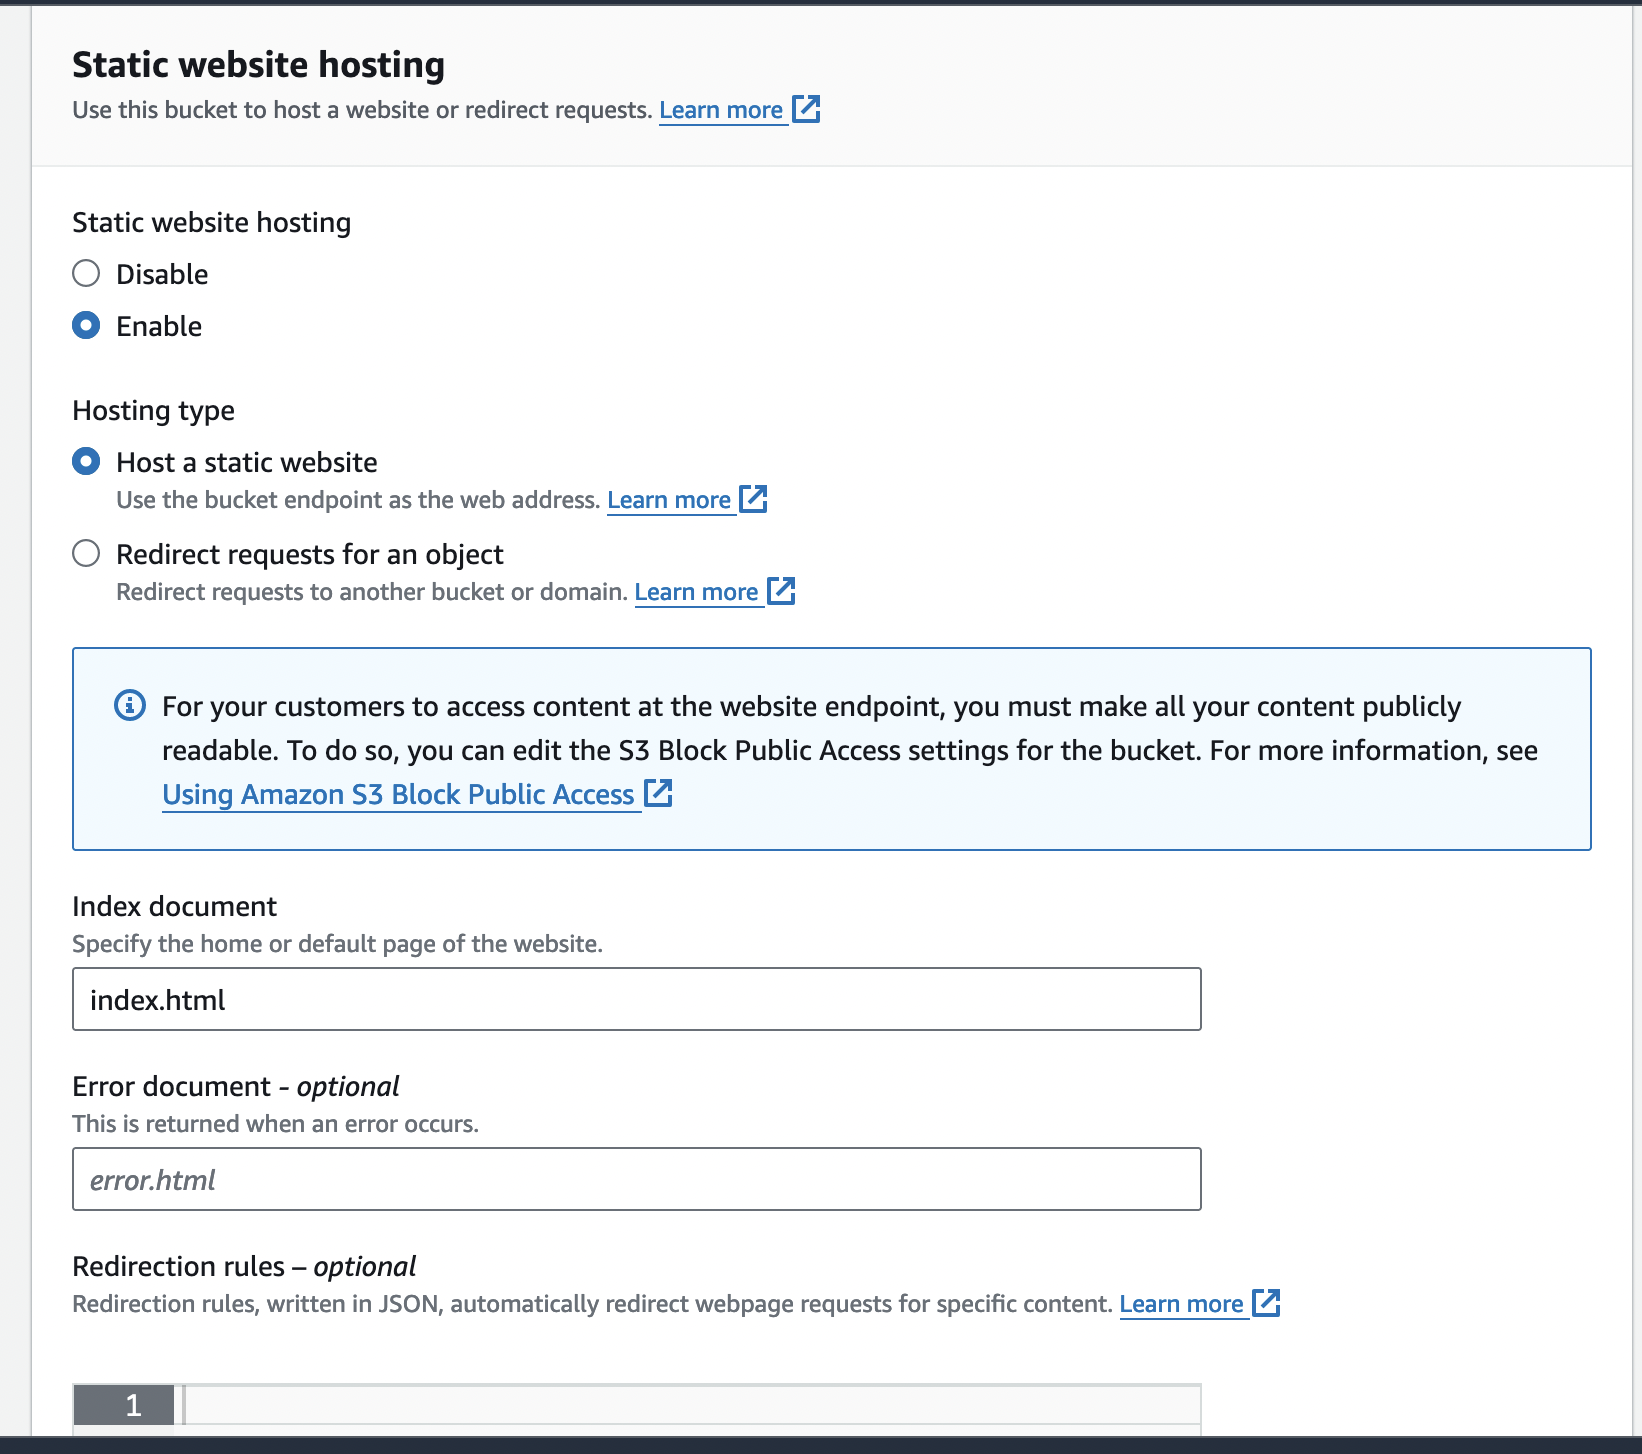 Static website hosting
Use this bucket to host a website or redirect requests. Learn more
Static website hosting
Disable
Enable
Hosting type
Host a static website
Use the bucket endpoint as the web address. Learn more
Redirect requests for an object
Redirect requests to another bucket or domain. Learn more
For your customers to access content at the website endpoint, you must make all your content publicly
readable. To do so, you can edit the S3 Block Public Access settings for the bucket. For more information, see
Using Amazon S3 Block Public Access
Index document
Specify the home or default page of the website.
index.html
Error document - optional
This is returned when an error occurs.
error.html
Redirection rules – optional
Redirection rules, written in JSON, automatically redirect webpage requests for specific content. Learn more
1